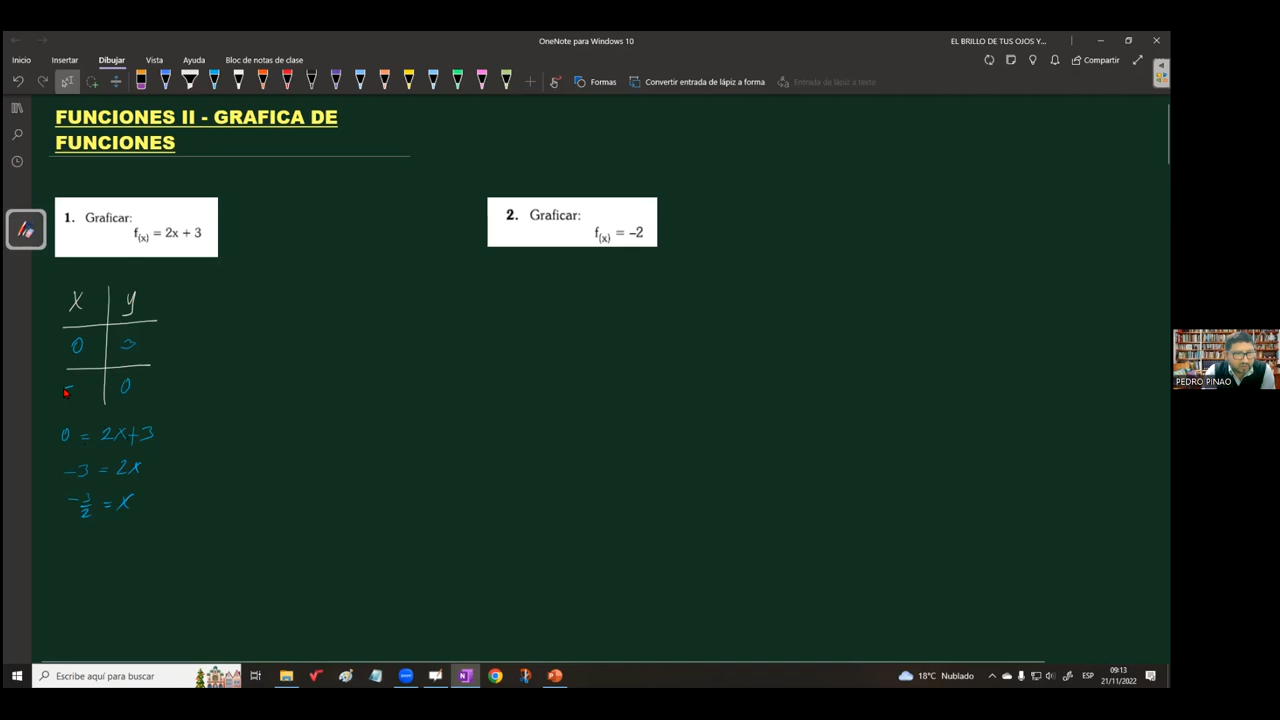 OneNote para Windows 10
EL BRILLO DE TUS OJOS Y...
Inicio Insertar Dibujar Vista Ayuda Bloc de notas de clase
Compartir
Formas
Convertir entrada de lápiz a forma
Entrada de lápiz a texto
FUNCIONES II - GRAFICA DE
FUNCIONES
1. Graficar:
f(x) = 2x + 3
2. Graficar:
f(x) = -2
x y
0 3
- 0
0 = 2x+3
-3 = 2x
-3/2 = x
PEDRO PINAO
Escribe aquí para buscar
18°C Nublado
ESP
09:13
21/11/2022